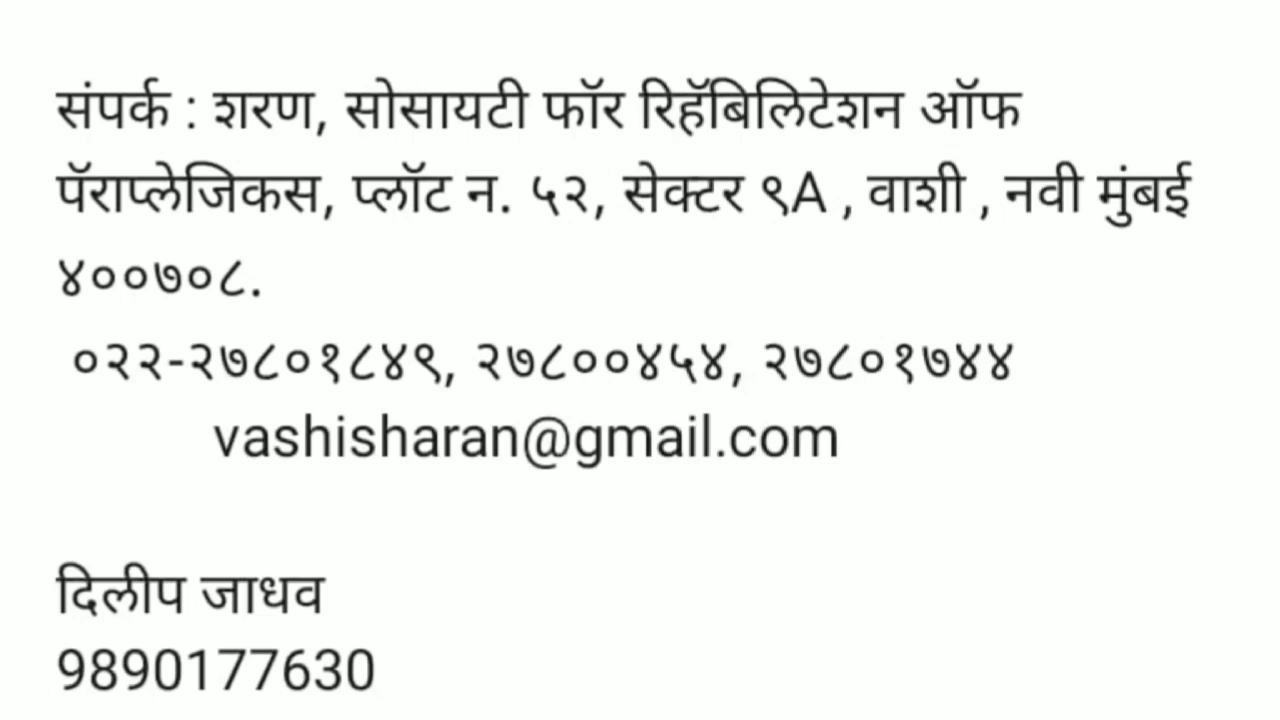 संपर्क : शरण, सोसायटी फॉर रिहॅबिलिटेशन ऑफ
पॅराप्लेजिकस, प्लॉट न. ५२, सेक्टर ९A , वाशी , नवी मुंबई
४००७०८.
०२२-२७८०१८४९, २७८००४५४, २७८०१७४४
vashisharan@gmail.com
दिलीप जाधव
9890177630